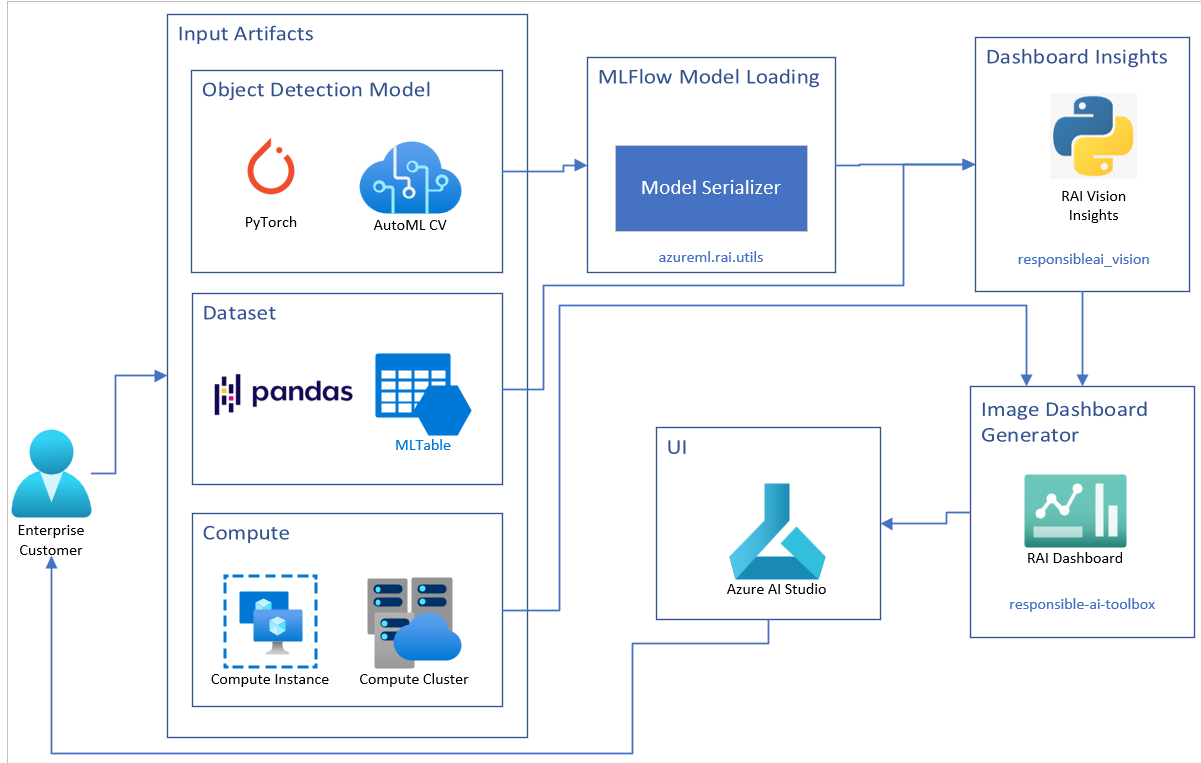 Input Artifacts
Object Detection Model
PyTorch
AutoML CV
MLFlow Model Loading
Model Serializer
azureml.rai.utils
Dashboard Insights
RAI Vision
Insights
responsibleai_vision
Dataset
pandas
MLTable
Enterprise
Customer
Compute
Compute Instance
Compute Cluster
UI
Azure AI Studio
Image Dashboard
Generator
RAI Dashboard
responsible-ai-toolbox